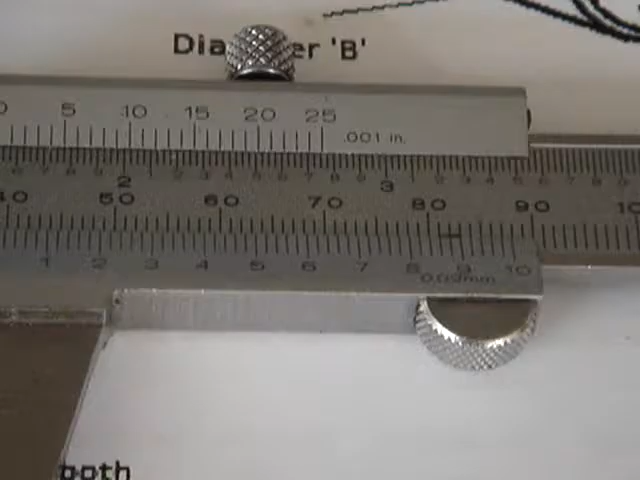 Dia er 'B'
0 5 10 15 20 25 .001 in.
2 3
40 50 60 70 80 90 10
1 2 3 4 5 6 7 8 9 10
0.02mm
ooth